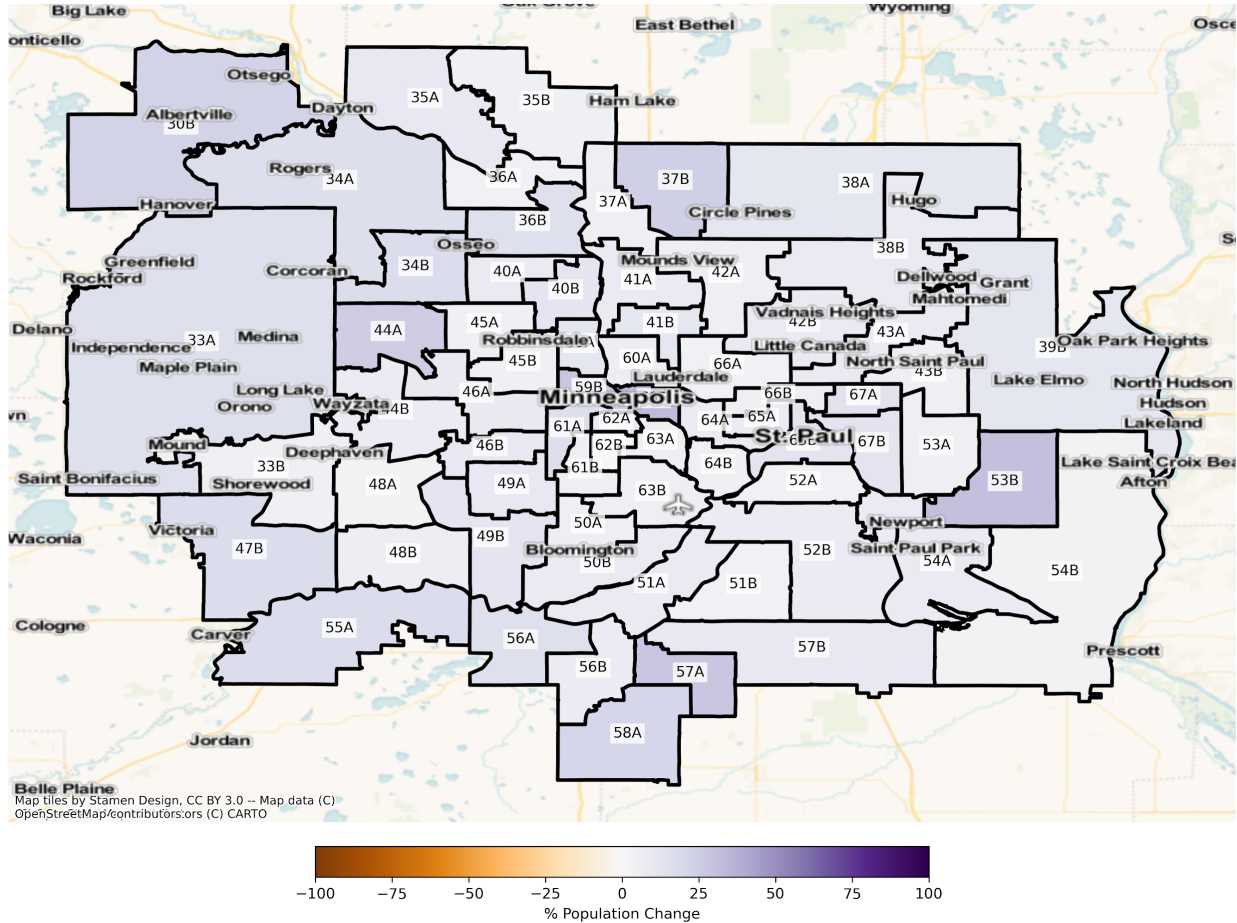 Big Lake
Wyoming
East Bethel
Otsego
35A
35B
Ham Lake
Albertville
30B
Dayton
Rogers
34A
36A
37B
38A
37A
Hanover
Circle Pines
Hugo
36B
Osseo
38B
Greenfield
Rockford
Corcoran
34B
40A
40B
Mounds View
41A
42A
Dellwood
Grant
Mahtomedi
Delano
33A
Medina
44A
45A
Robbinsdale
41B
Vadnais Heights
42B
43A
39B
Oak Park Heights
Independence
Maple Plain
45B
60A
66A
Little Canada
North Saint Paul
43B
Lauderdale
Lake Elmo
North Hudson
Long Lake
Orono
Wayzata
44B
46A
59B
Minneapolis
66B
67A
Hudson
Lakeland
61A
62A
64A
65A
St. Paul
Mound
Deephaven
46B
62B
63A
67B
53A
33B
Shorewood
48A
49A
61B
64B
52A
53B
Lake Saint Croix Bea
Afton
Saint Bonifacius
63B
Waconia
Victoria
47B
48B
49B
50A
Bloomington
50B
52B
Newport
Saint Paul Park
54A
54B
51A
51B
Cologne
Carver
55A
56A
57B
Prescott
56B
57A
Jordan
58A
Belle Plaine
Map tiles by Stamen Design, CC BY 3.0 -- Map data (C)
OpenStreetMap contributors
(C) CARTO
−100
−75
−50
−25
0
25
50
75
100
% Population Change